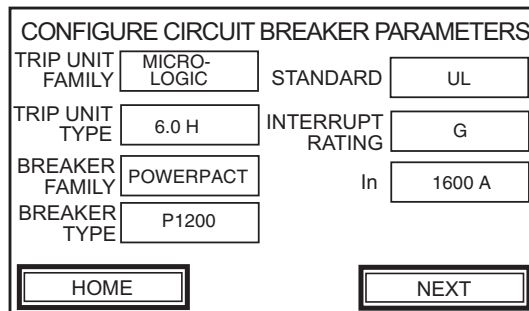 CONFIGURE CIRCUIT BREAKER PARAMETERS
TRIP UNIT
FAMILY
MICRO-
LOGIC
STANDARD
UL
TRIP UNIT
TYPE
6.0 H
INTERRUPT
RATING
G
BREAKER
FAMILY
POWERPACT
In
1600 A
BREAKER
TYPE
P1200
HOME
NEXT